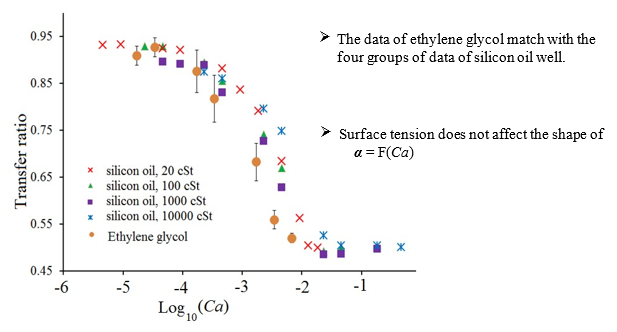 0.95
0.85
0.75
0.65
0.55
0.45
Transfer ratio
silicon oil, 20 cSt
silicon oil, 100 cSt
silicon oil, 1000 cSt
silicon oil, 10000 cSt
Ethylene glycol
-6 -5 -4 -3 -2 -1
Log10(Ca)
➢ The data of ethylene glycol match with the
four groups of data of silicon oil well.
➢ Surface tension does not affect the shape of
α = F(Ca)